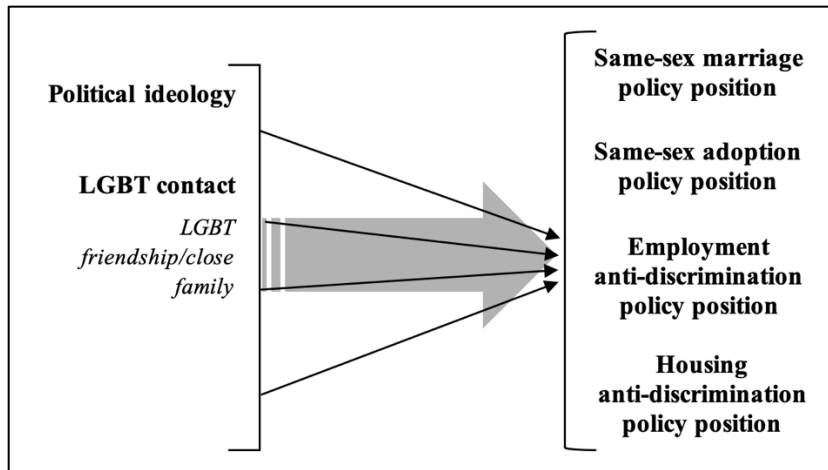 Political ideology
LGBT contact
LGBT
friendship/close
family
Same-sex marriage
policy position
Same-sex adoption
policy position
Employment
anti-discrimination
policy position
Housing
anti-discrimination
policy position